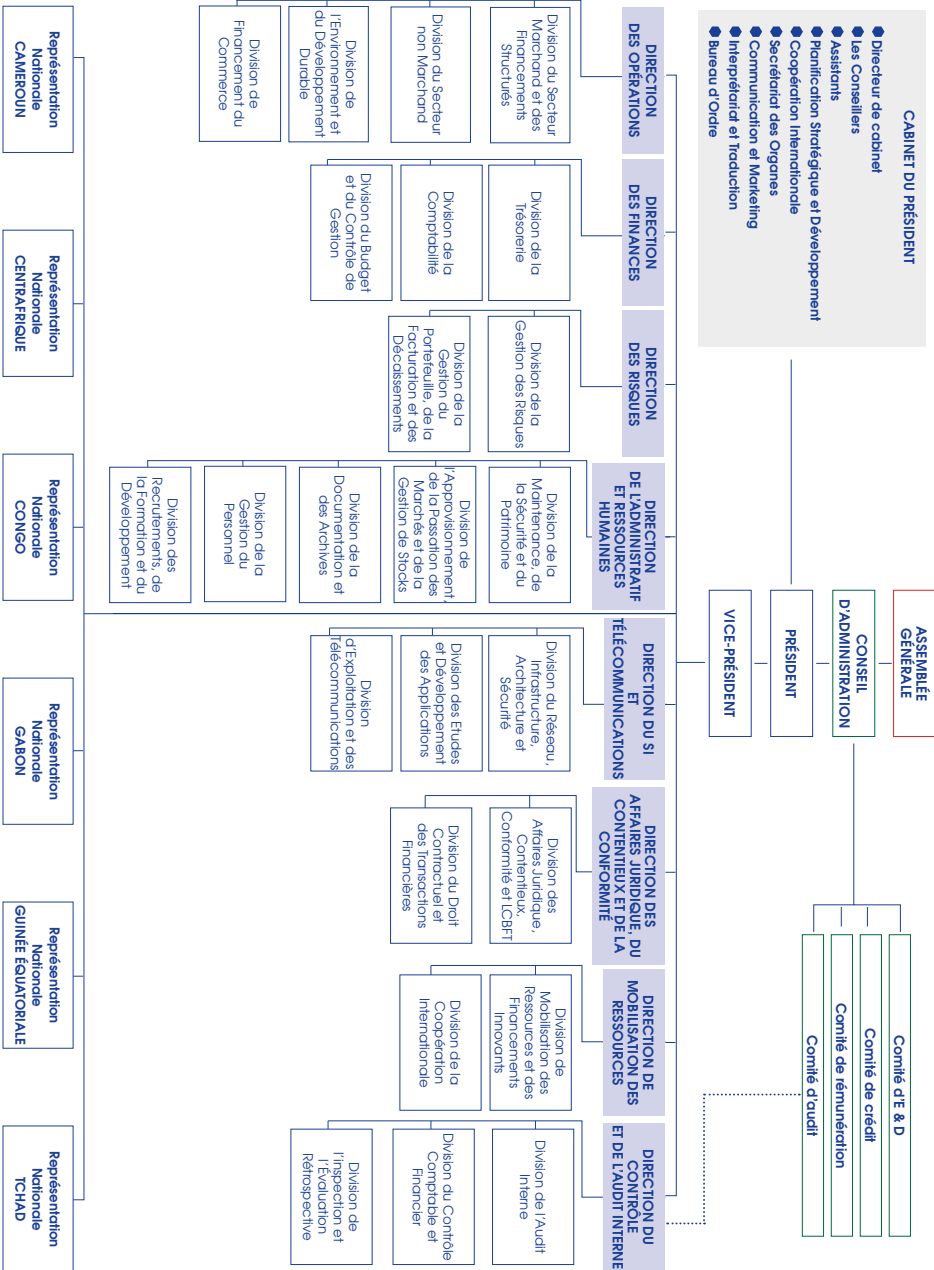 ASSEMBLÉE
GÉNÉRALE
CONSEIL
D'ADMINISTRATION
PRÉSIDENT
VICE-PRÉSIDENT
CABINET DU PRÉSIDENT
Directeur de cabinet
Les Conseillers
Assistants
Planification Stratégique et Développement
Coopération Internationale
Secrétariat des Organes
Communication et Marketing
Interprétariat et Traduction
Bureau d'Ordre
Comité d'E & D
Comité de crédit
Comité de rémunération
Comité d'audit
DIRECTION
DES OPÉRATIONS
Division du Secteur
Marchand et des
Financements
Structurés
Division du Secteur
non Marchand
Division de
l'Environnement et
du Développement
Durable
Division de
Financement du
Commerce
DIRECTION
DES FINANCES
Division de la
Trésorerie
Division de la
Comptabilité
Division du Budget
et du Contrôle de
Gestion
DIRECTION
DES RISQUES
Division de la
Gestion des Risques
Division de la
Gestion du
Portefeuille, de la
Facturation et des
Décaissements
DIRECTION
DE L'ADMINISTRATIF
ET RESSOURCES
HUMAINES
Division de la
Maintenance, de
la Sécurité et du
Patrimoine
Division de
l'Approvisionnement,
de la Passation des
Marchés et de la
Gestion de Stocks
Division de la
Documentation et
des Archives
Division de la
Gestion du
Personnel
Division des
Recrutements, de
la Formation et du
Développement
DIRECTION DU SI
ET
TÉLÉCOMMUNICATIONS
Division du Réseau,
Infrastructure,
Architecture et
Sécurité
Division des Etudes
et Développement
des Applications
Division
d'Exploitation et des
Télécommunications
DIRECTION DES
AFFAIRES JURIDIQUE, DU
CONTENTIEUX ET DE LA
CONFORMITÉ
Division des
Affaires Juridique,
Contentieux,
Conformité et LCBFT
Division du Droit
Contractuel et
des Transactions
Financières
DIRECTION DE
MOBILISATION DES
RESSOURCES
Division de
Mobilisation des
Ressources et des
Financements
Innovants
Division de la
Coopération
Internationale
DIRECTION DU
CONTRÔLE
ET DE L'AUDIT INTERNE
Division de l'Audit
Interne
Division du Contrôle
Comptable et
Financier
Division de
l'inspection et
l'Évaluation
Rétrospective
Représentation
Nationale
CAMEROUN
Représentation
Nationale
CENTRAFRIQUE
Représentation
Nationale
CONGO
Représentation
Nationale
GABON
Représentation
Nationale
GUINÉE ÉQUATORIALE
Représentation
Nationale
TCHAD